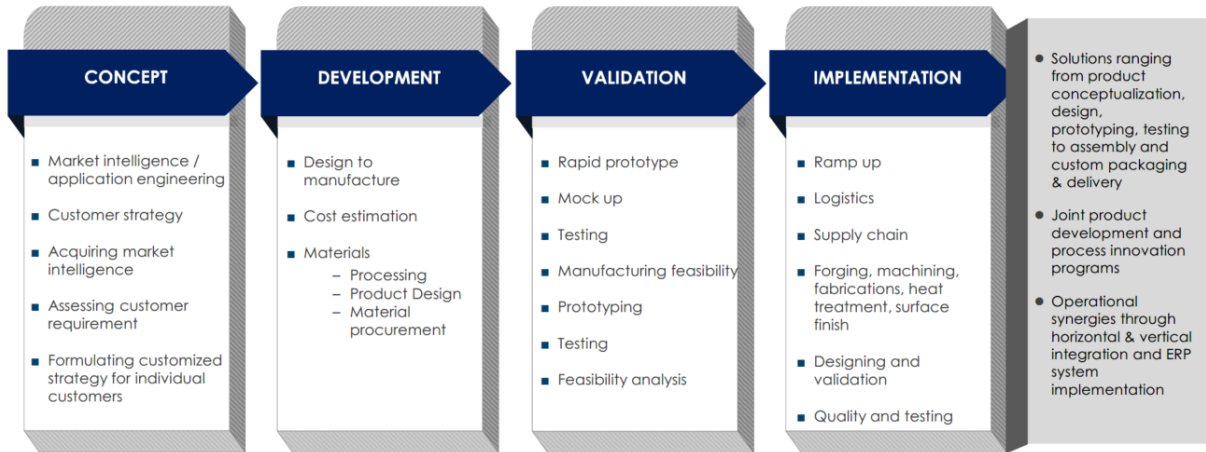 CONCEPT
Market intelligence /
application engineering
Customer strategy
Acquiring market
intelligence
Assessing customer
requirement
Formulating customized
strategy for individual
customers
DEVELOPMENT
Design to
manufacture
Cost estimation
Materials
– Processing
– Product Design
– Material
procurement
VALIDATION
Rapid prototype
Mock up
Testing
Manufacturing feasibility
Prototyping
Testing
Feasibility analysis
IMPLEMENTATION
Ramp up
Logistics
Supply chain
Forging, machining,
fabrications, heat
treatment, surface
finish
Designing and
validation
Quality and testing
Solutions ranging
from product
conceptualization,
design,
prototyping, testing
to assembly and
custom packaging
& delivery
Joint product
development and
process innovation
programs
Operational
synergies through
horizontal & vertical
integration and ERP
system
implementation